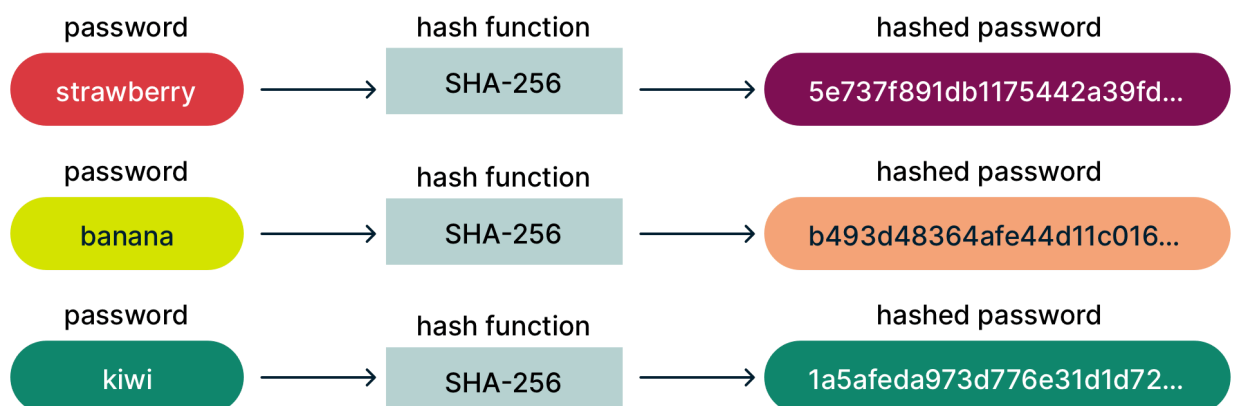 password
hash function
hashed password
strawberry
SHA-256
5e737f891db1175442a39fd...
password
hash function
hashed password
banana
SHA-256
b493d48364afe44d11c016...
password
hash function
hashed password
kiwi
SHA-256
1a5afeda973d776e31d1d72...